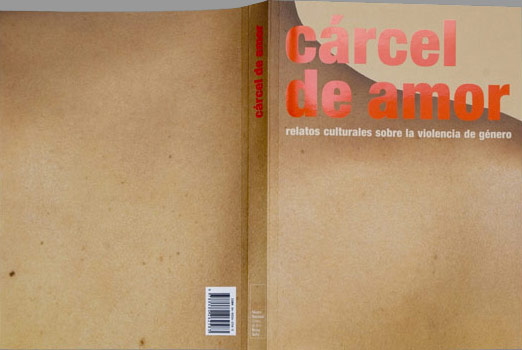 cárcel de amor
cárcel
de amor
relatos culturales sobre la violencia de género